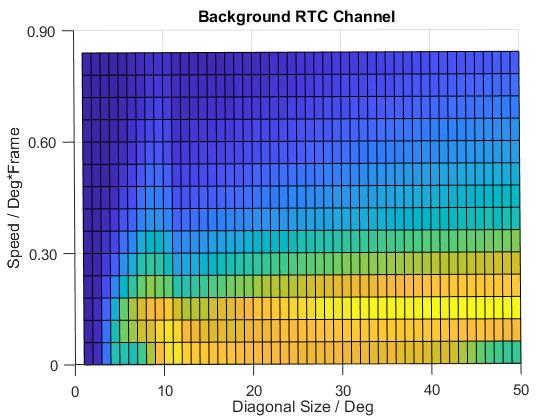 Background RTC Channel
0.90
0.60
0.30
0
Speed / Deg*Frame
0 10 20 30 40 50
Diagonal Size / Deg